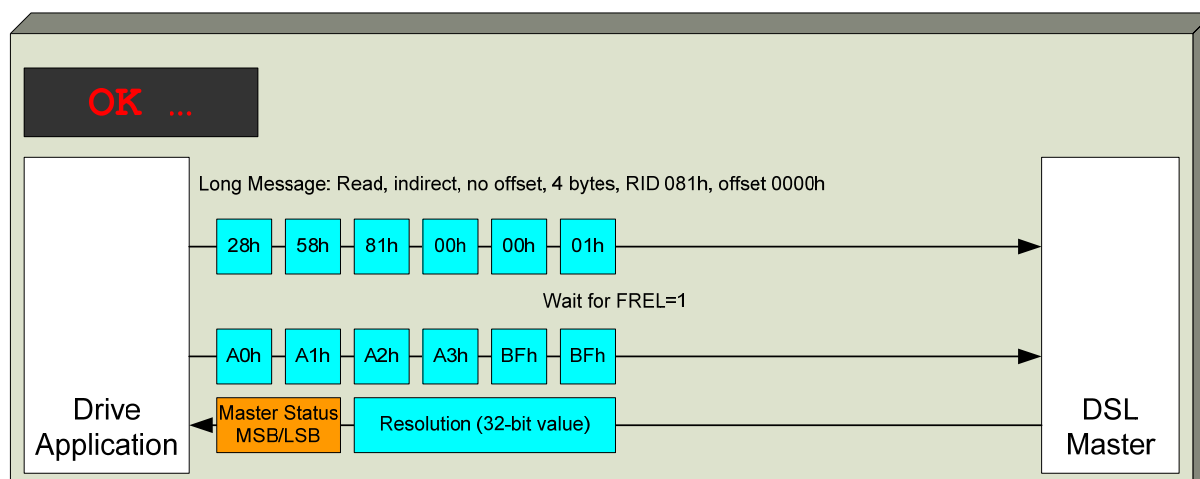 OK ...
Long Message: Read, indirect, no offset, 4 bytes, RID 081h, offset 0000h
28h 58h 81h 00h 00h 01h
Wait for FREL=1
A0h A1h A2h A3h BFh BFh
Drive
Application
Master Status
MSB/LSB
Resolution (32-bit value)
DSL
Master